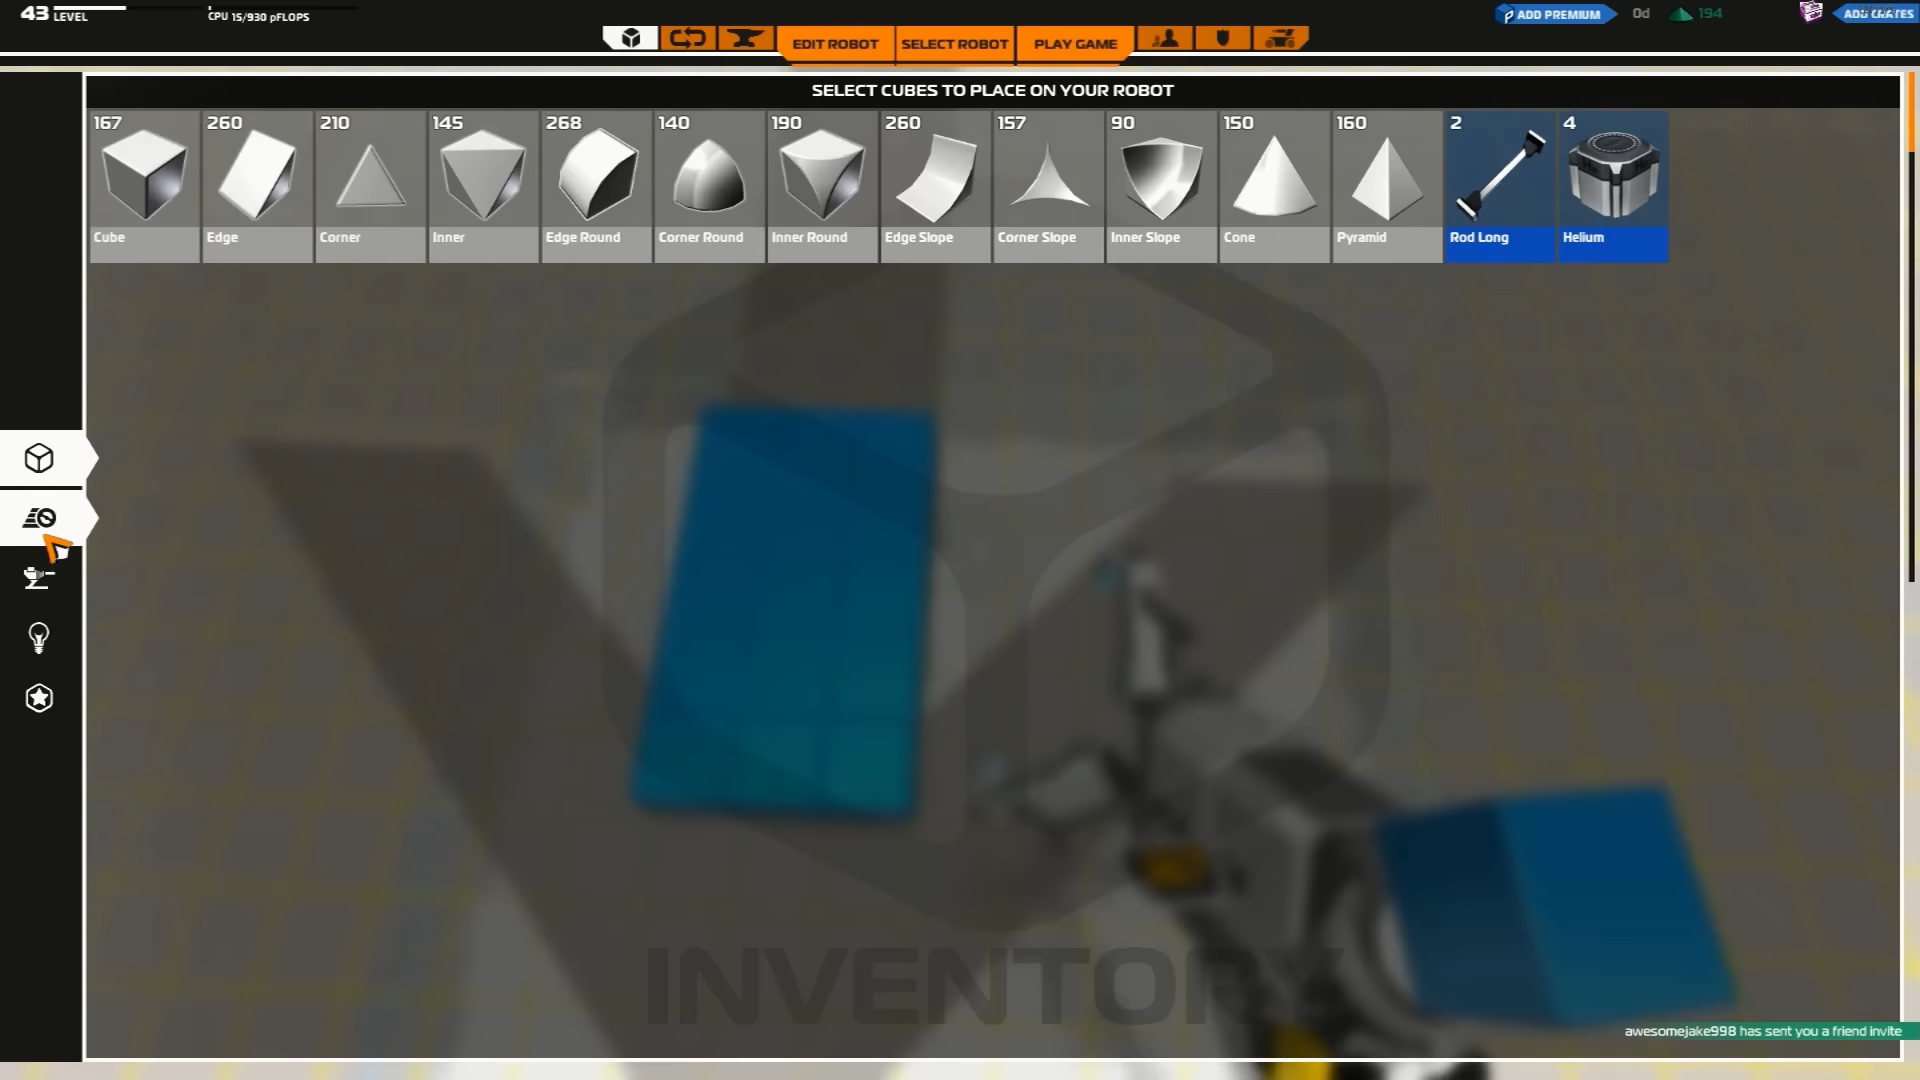 43 LEVEL
CPU 15/930 pFLOPS
EDIT ROBOT
SELECT ROBOT
PLAY GAME
ADD PREMIUM
0d
194
ADD CRATES
SELECT CUBES TO PLACE ON YOUR ROBOT
167
260
210
145
268
140
190
260
157
90
150
160
2
4
Cube
Edge
Corner
Inner
Edge Round
Corner Round
Inner Round
Edge Slope
Corner Slope
Inner Slope
Cone
Pyramid
Rod Long
Helium
INVENTORY
awesomejake998 has sent you a friend invite